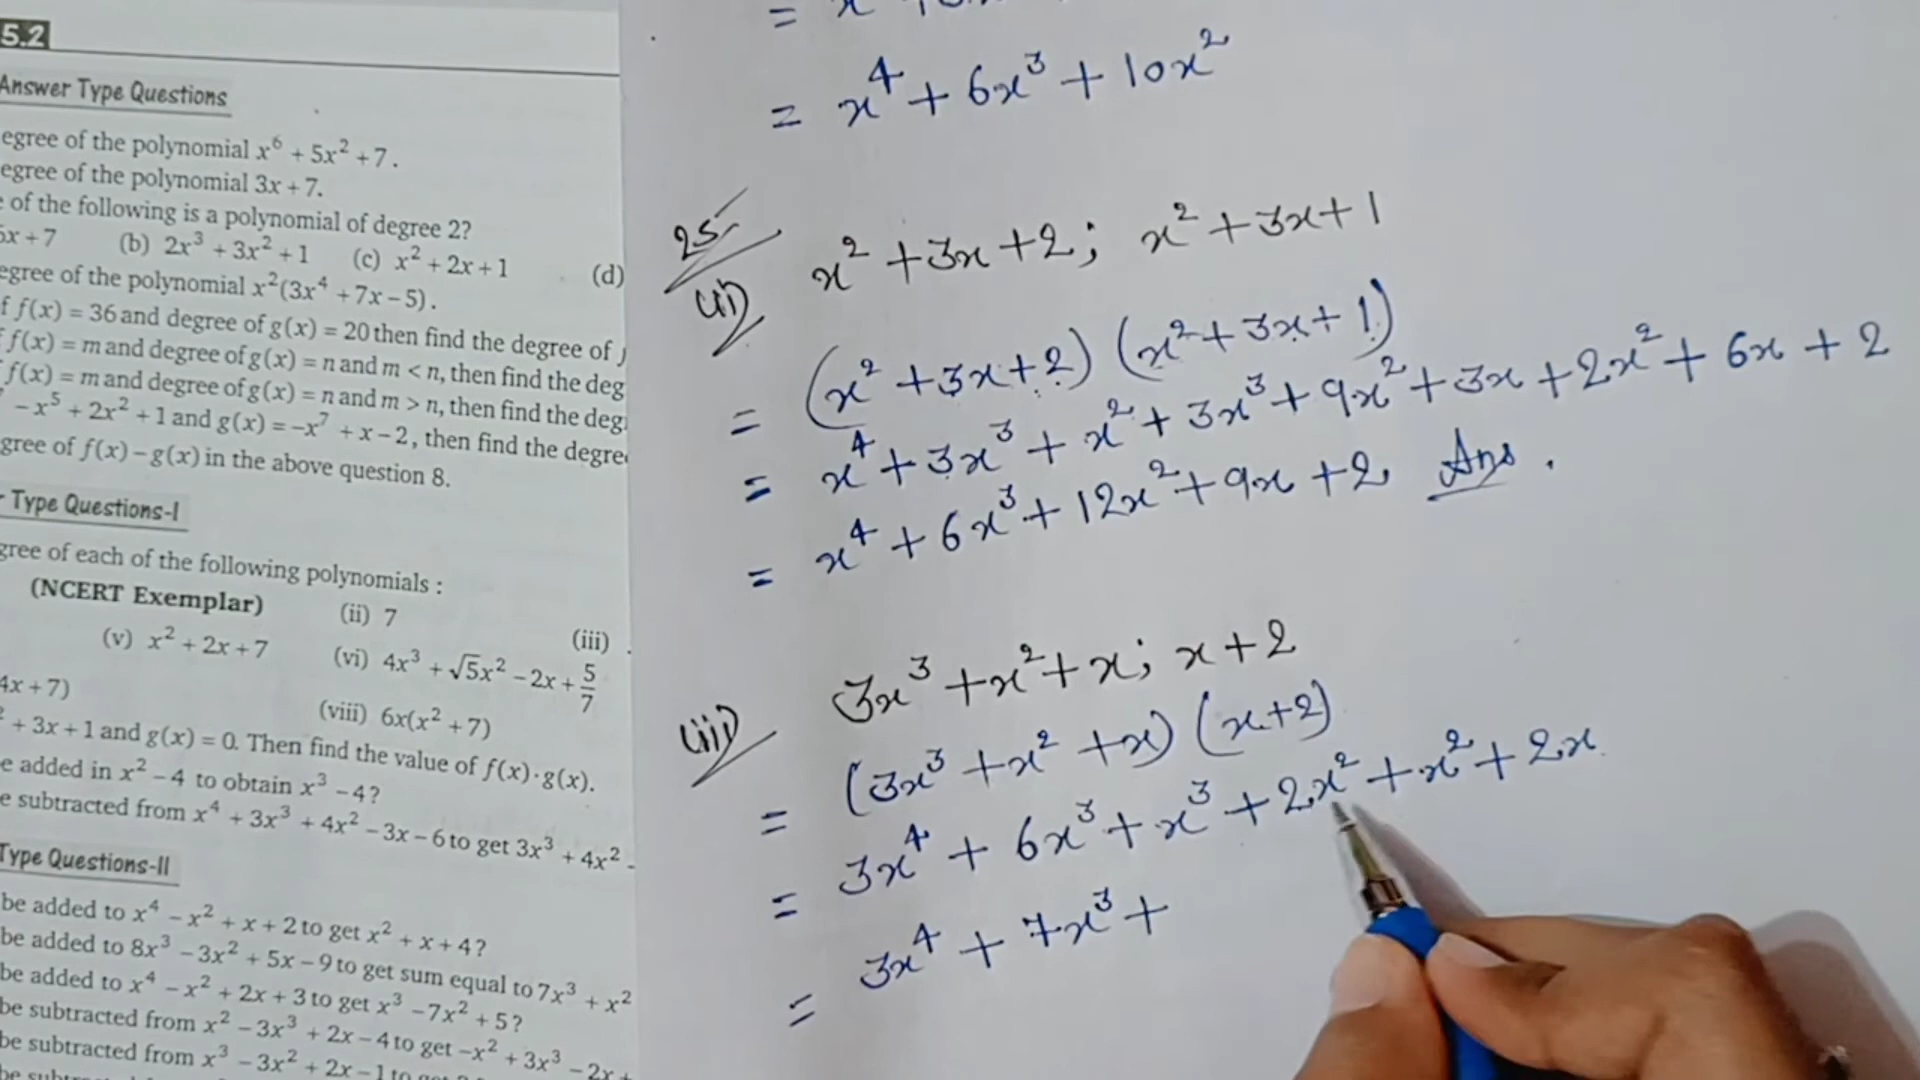 5.2
Answer Type Questions
egree of the polynomial x⁶ + 5x² + 7.
egree of the polynomial 3x + 7.
of the following is a polynomial of degree 2?
x + 7 (b) 2x³ + 3x² + 1 (c) x² + 2x + 1 (d)
egree of the polynomial x²(3x⁴ + 7x − 5).
f f(x) = 36 and degree of g(x) = 20 then find the degree of
f(x) = m and degree of g(x) = n and m < n, then find the deg
f(x) = m and degree of g(x) = n and m > n, then find the deg
− x⁵ + 2x² + 1 and g(x) = −x⁷ + x − 2, then find the degre
gree of f(x) − g(x) in the above question 8.
Type Questions-I
gree of each of the following polynomials :
(NCERT Exemplar) (ii) 7 (iii)
(v) x² + 2x + 7 (vi) 4x³ + √5x² − 2x + 5/7
4x + 7) (viii) 6x(x² + 7)
+ 3x + 1 and g(x) = 0. Then find the value of f(x)·g(x).
e added in x² − 4 to obtain x³ − 4?
e subtracted from x⁴ + 3x³ + 4x² − 3x − 6 to get 3x³ + 4x² −
Type Questions-II
be added to x⁴ − x² + x + 2 to get x² + x + 4?
be added to 8x³ − 3x² + 5x − 9 to get sum equal to 7x³ + x²
be added to x⁴ − x² + 2x + 3 to get x³ − 7x² + 5?
be subtracted from x² − 3x³ + 2x − 4 to get −x² + 3x³ − 2x +
be subtracted from x³ − 3x² + 2x − 1 to
= x⁴ + 6x³ + 10x²
25
(ii) x² + 3x + 2; x² + 3x + 1
= (x² + 3x + 2) (x² + 3x + 1)
= x⁴ + 3x³ + x² + 3x³ + 9x² + 3x + 2x² + 6x + 2
= x⁴ + 6x³ + 12x² + 9x + 2 Ans.
(iii) 3x³ + x² + x; x + 2
= (3x³ + x² + x) (x + 2)
= 3x⁴ + 6x³ + x³ + 2x² + x² + 2x
= 3x⁴ + 7x³ +